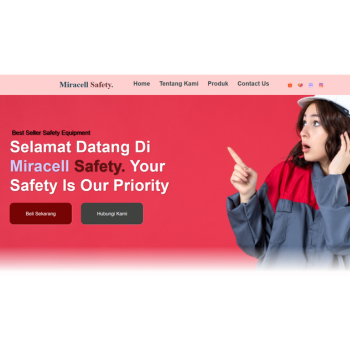 Miracell Safety. Home Tentang Kami Produk Contact Us
Best Seller Safety Equipment
Selamat Datang Di
Miracell Safety. Your
Safety Is Our Priority
Beli Sekarang Hubungi Kami